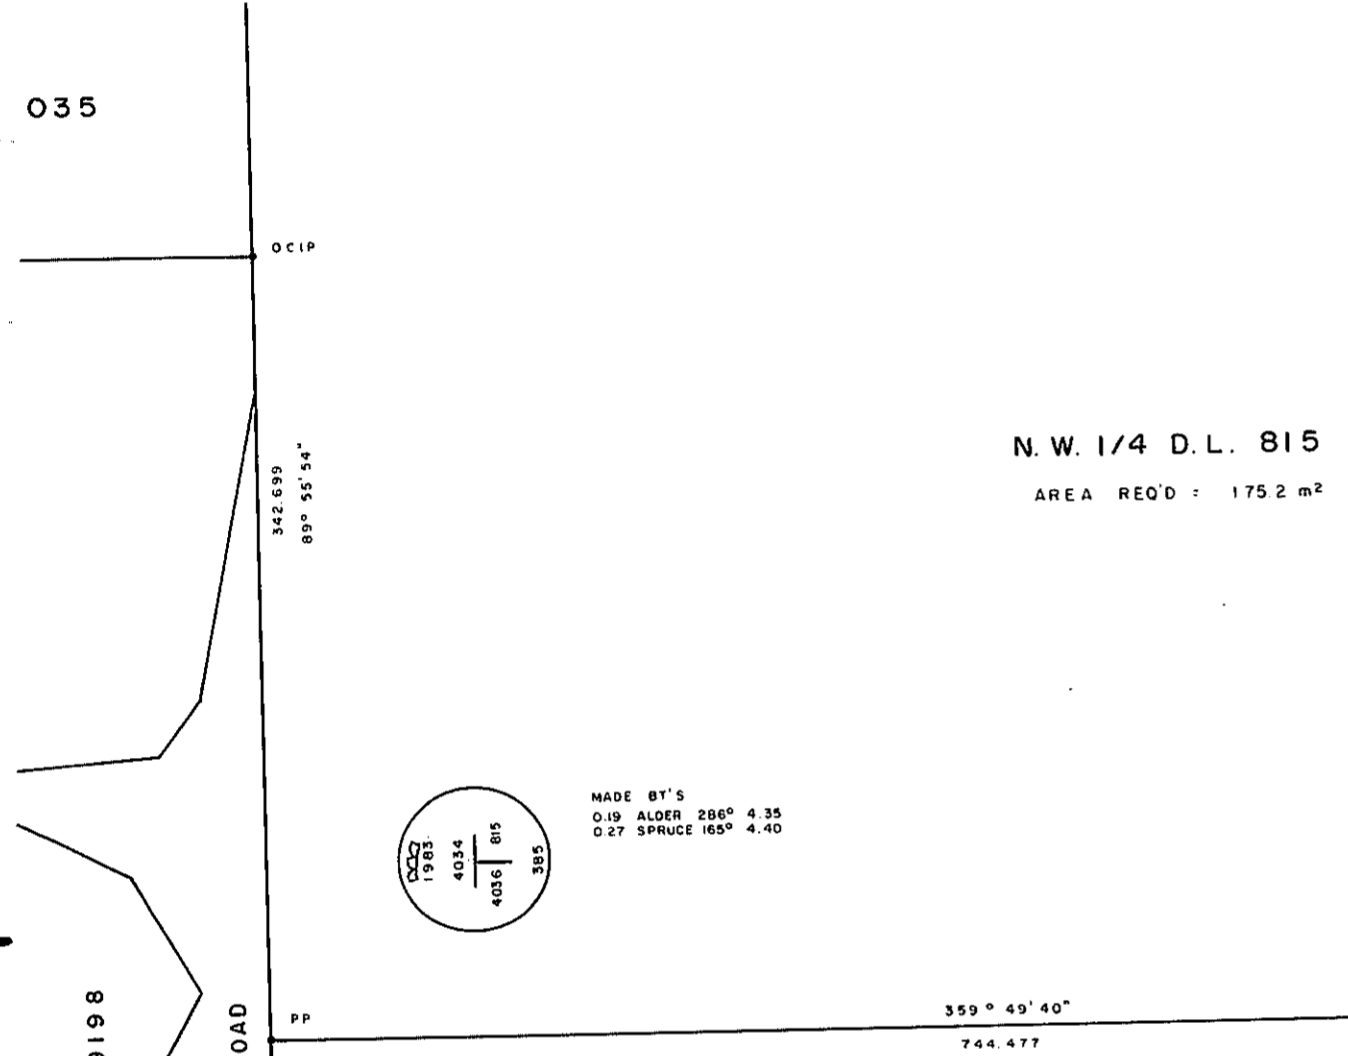 035
OCIP
342.699
89° 55' 54"
N. W. 1/4 D. L. 815
AREA REQ'D = 175.2 m²
MADE BT'S
0.19 ALDER 286° 4.35
0.27 SPRUCE 165° 4.40
1983
4034
815
4036
385
9198
OAD
PP
359° 49' 40"
744.477